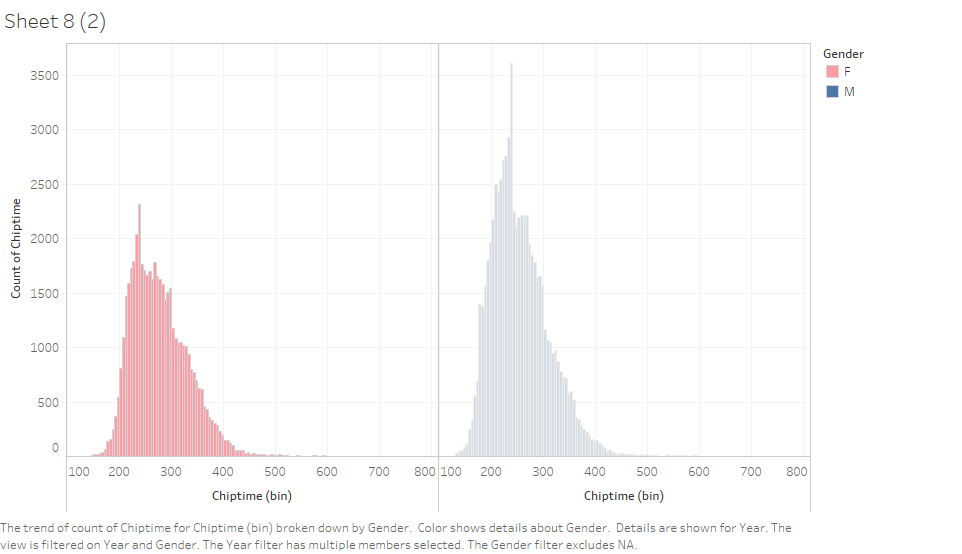 Sheet 8 (2)
Gender
F
M
3500
3000
2500
2000
1500
1000
500
0
Count of Chiptime
100 200 300 400 500 600 700 800 100 200 300 400 500 600 700 800
Chiptime (bin) Chiptime (bin)
The trend of count of Chiptime for Chiptime (bin) broken down by Gender. Color shows details about Gender. Details are shown for Year. The
view is filtered on Year and Gender. The Year filter has multiple members selected. The Gender filter excludes NA.